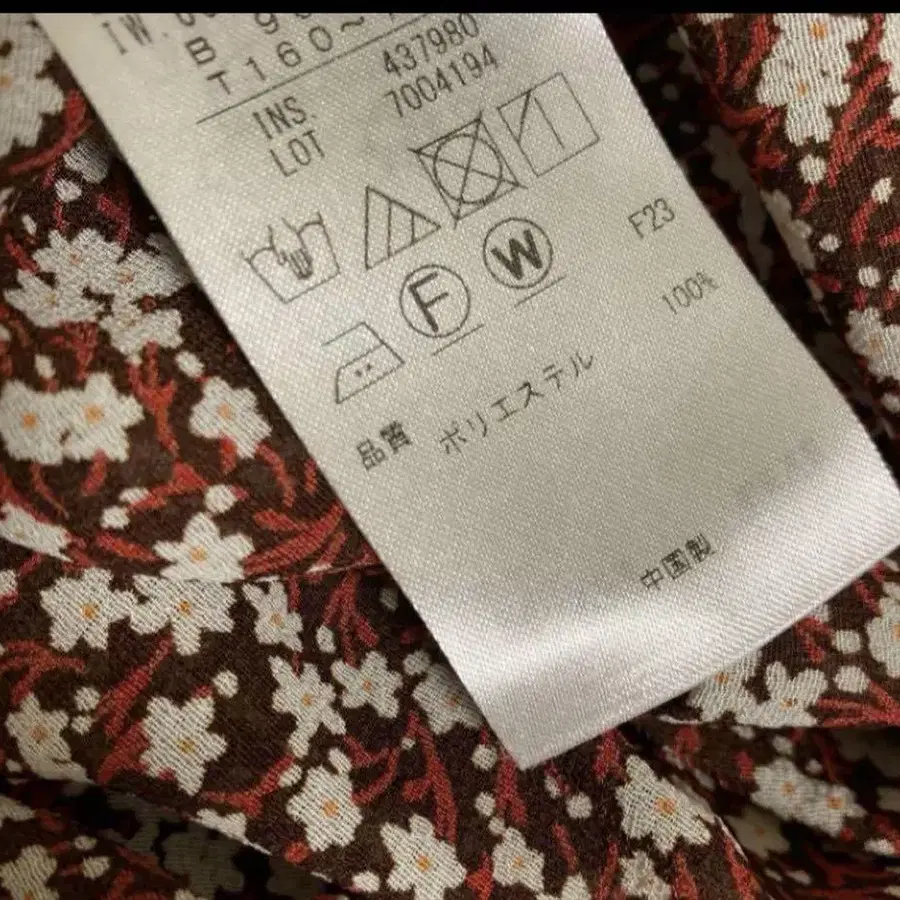 T160~
INS. 437980
LOT 7004194
F W
F23
品質 ポリエステル 100%
中国製